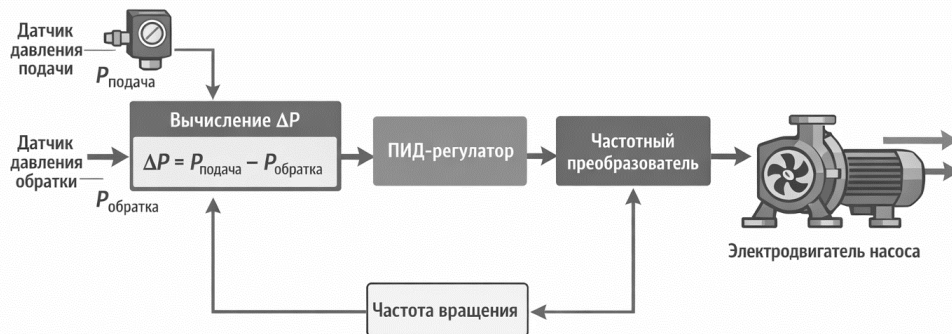 Датчик
давления
подачи
Pподача
Вычисление ΔP
ΔP = Pподача − Pобратка
Датчик
давления
обратки
Pобратка
ПИД-регулятор
Частотный
преобразователь
Электродвигатель насоса
Частота вращения